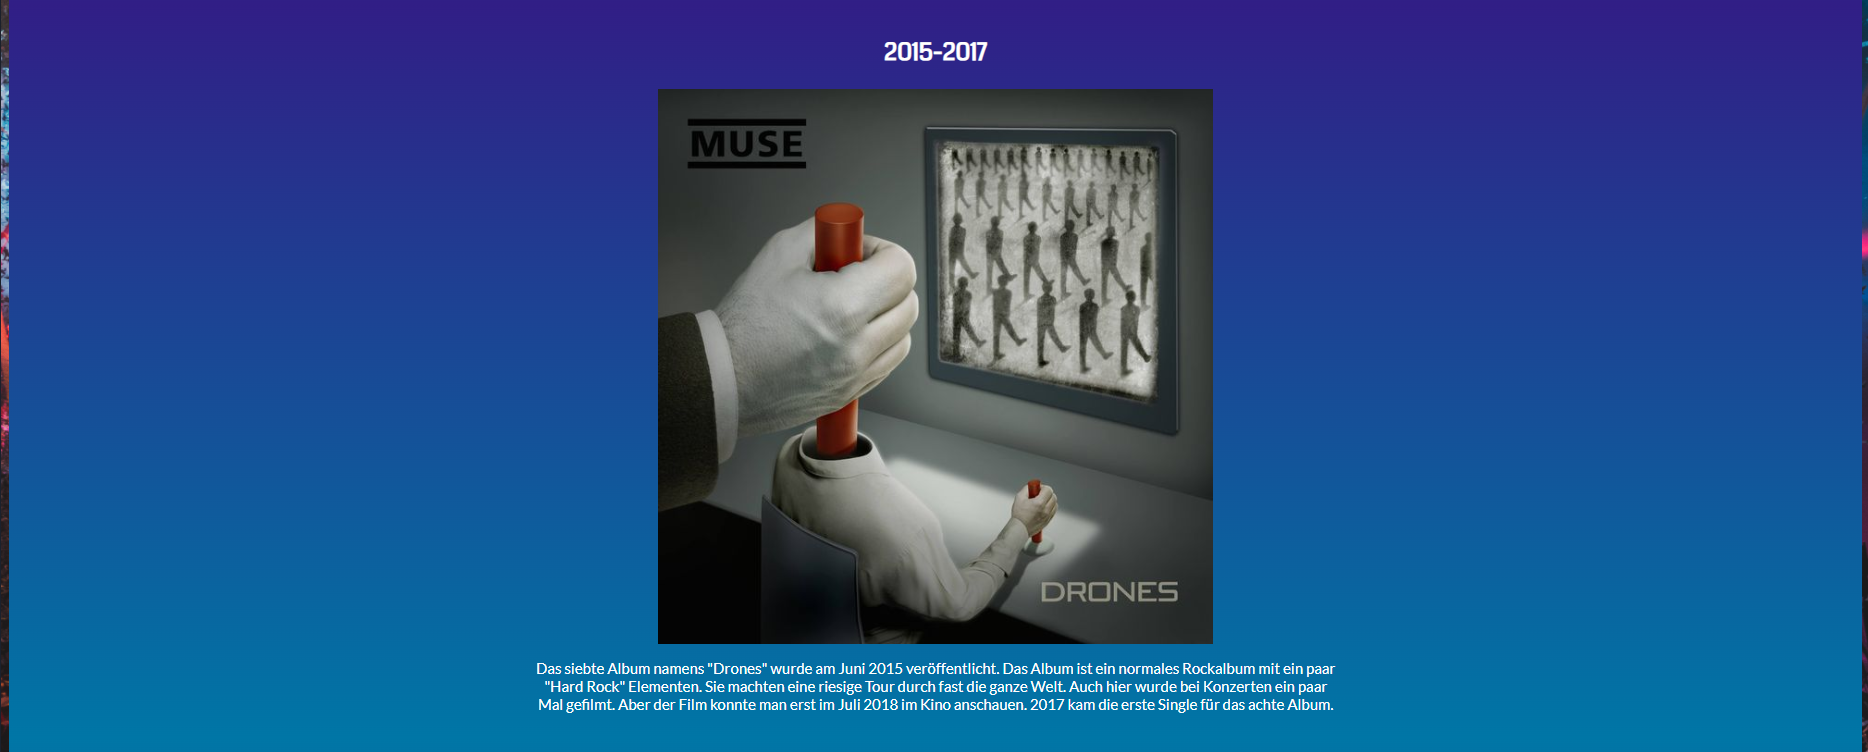 2015-2017
MUSE
DRONES
Das siebte Album namens "Drones" wurde am Juni 2015 veröffentlicht. Das Album ist ein normales Rockalbum mit ein paar
"Hard Rock" Elementen. Sie machten eine riesige Tour durch fast die ganze Welt. Auch hier wurde bei Konzerten ein paar
Mal gefilmt. Aber der Film konnte man erst im Juli 2018 im Kino anschauen. 2017 kam die erste Single für das achte Album.